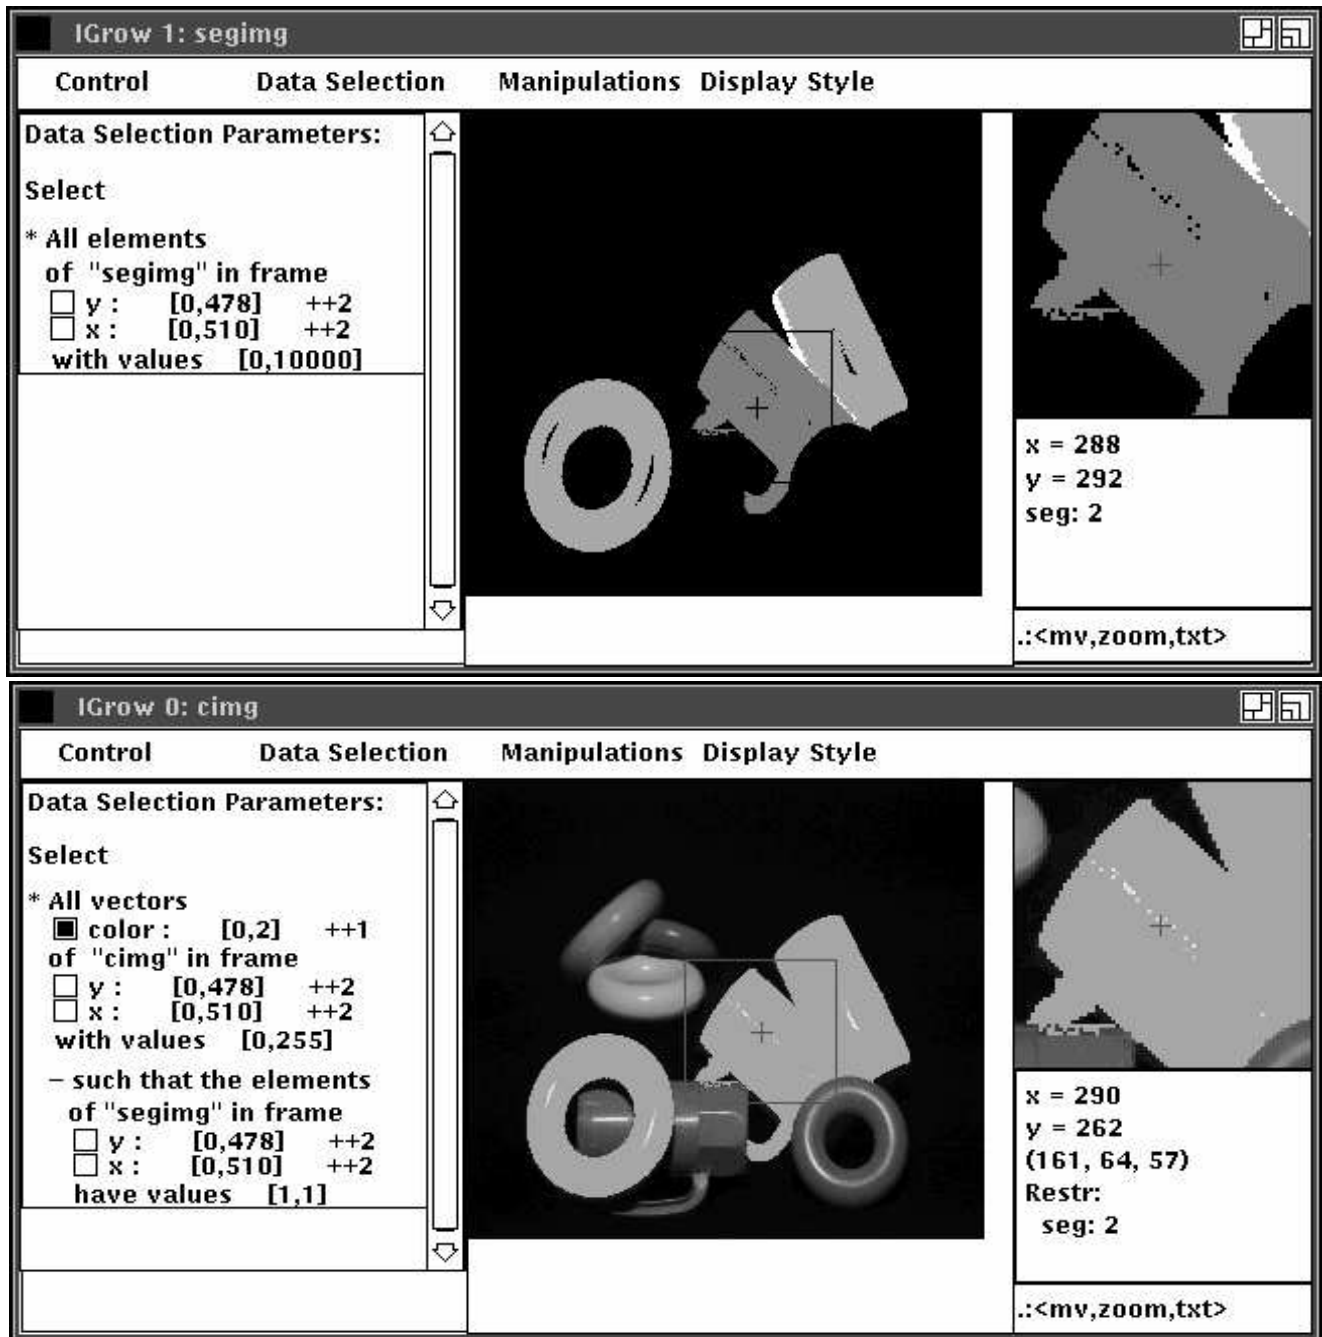 IGrow 1: segimg
Control Data Selection Manipulations Display Style
Data Selection Parameters:
Select
* All elements
of "segimg" in frame
y : [0,478] ++2
x : [0,510] ++2
with values [0,10000]
x = 288
y = 292
seg: 2
.:<mv,zoom,txt>
IGrow 0: cimg
Control Data Selection Manipulations Display Style
Data Selection Parameters:
Select
* All vectors
color : [0,2] ++1
of "cimg" in frame
y : [0,478] ++2
x : [0,510] ++2
with values [0,255]
– such that the elements
of "segimg" in frame
y : [0,478] ++2
x : [0,510] ++2
have values [1,1]
x = 290
y = 262
(161, 64, 57)
Restr:
seg: 2
.:<mv,zoom,txt>